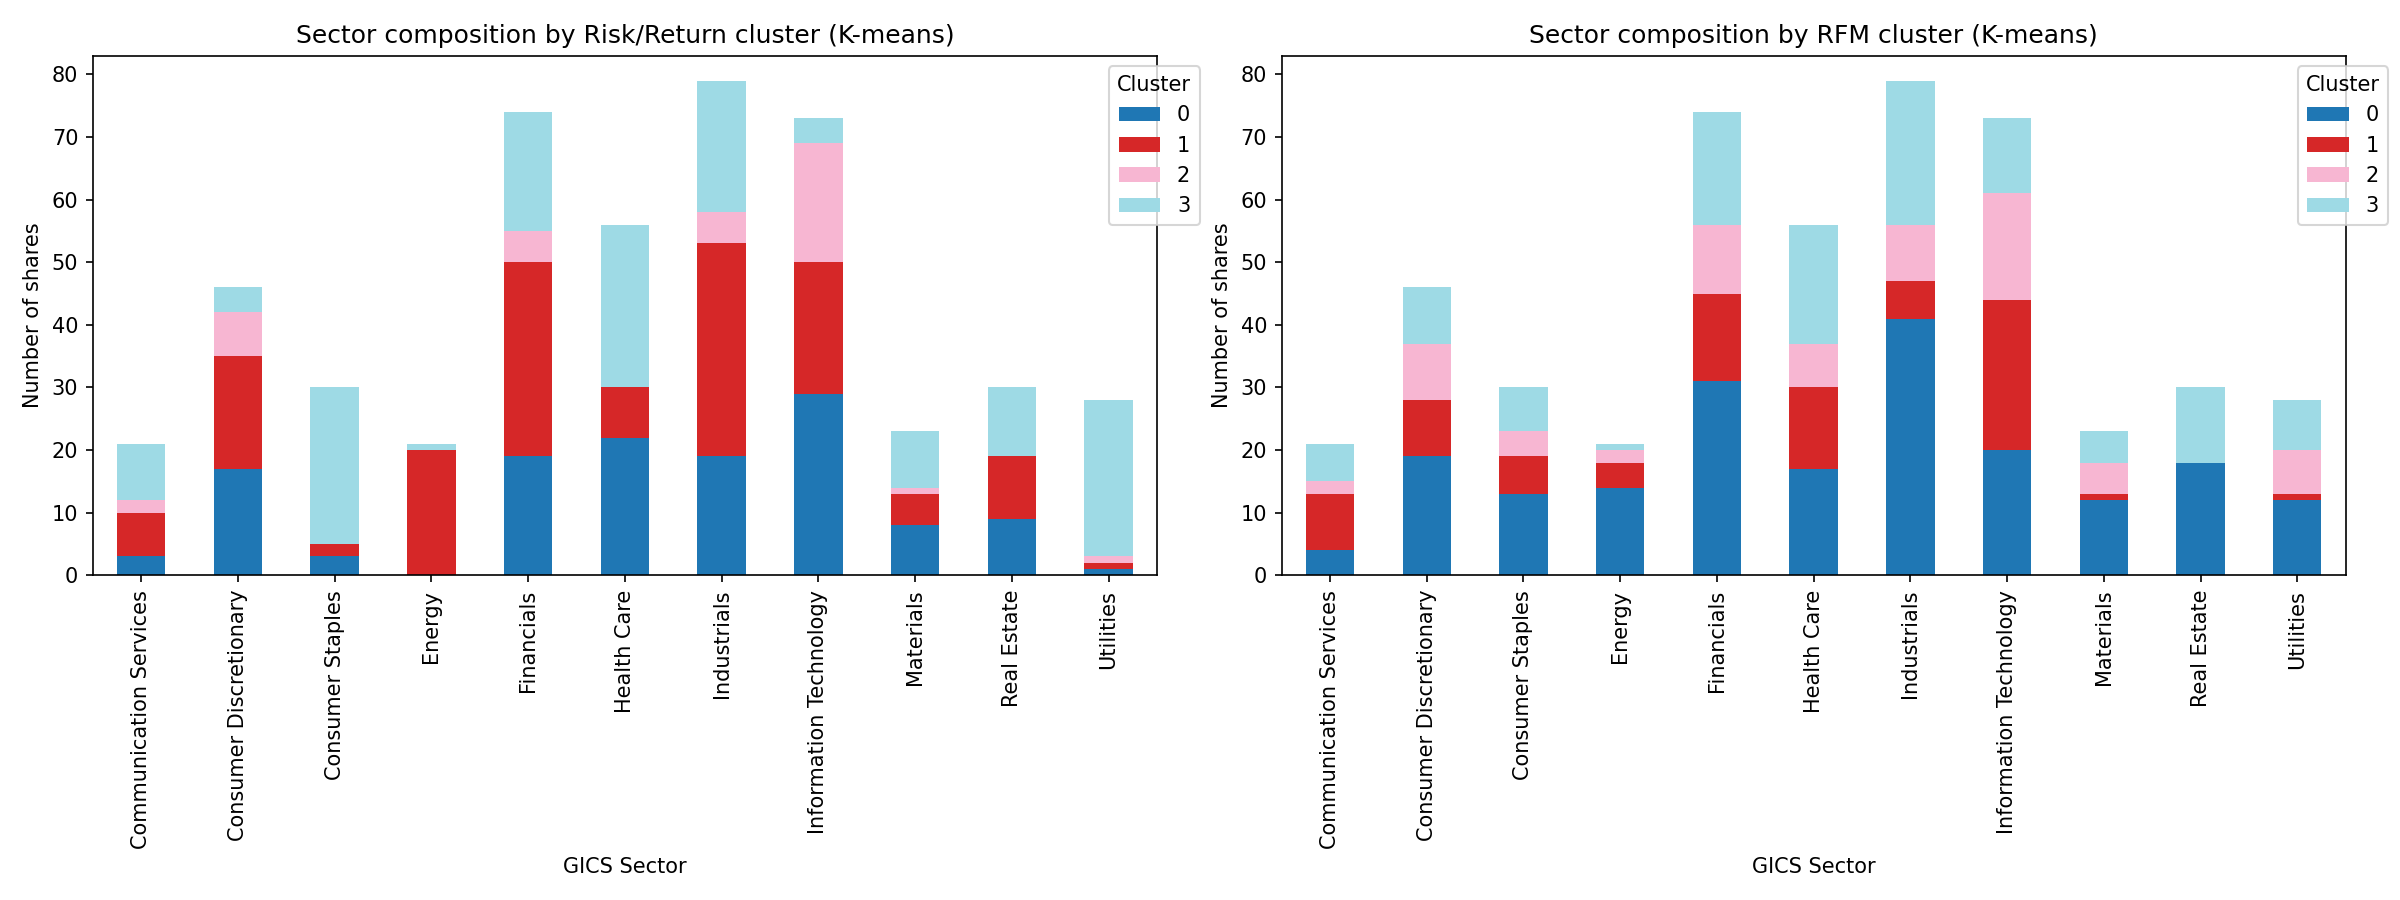 Sector composition by Risk/Return cluster (K-means)
Number of shares
80
70
60
50
40
30
20
10
0
Cluster
0
1
2
3
Communication Services
Consumer Discretionary
Consumer Staples
Energy
Financials
Health Care
Industrials
Information Technology
Materials
Real Estate
Utilities
GICS Sector
Sector composition by RFM cluster (K-means)
Number of shares
80
70
60
50
40
30
20
10
0
Cluster
0
1
2
3
Communication Services
Consumer Discretionary
Consumer Staples
Energy
Financials
Health Care
Industrials
Information Technology
Materials
Real Estate
Utilities
GICS Sector